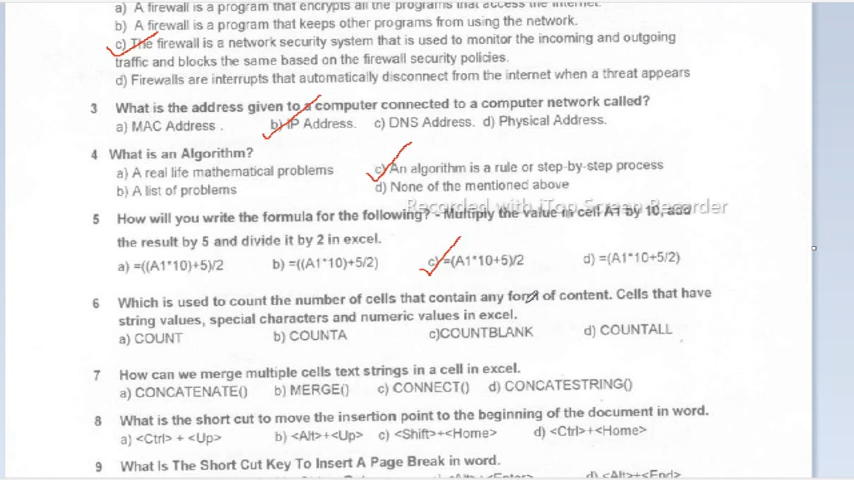 a) A firewall is a program that encrypts all the programs that access the internet.
b) A firewall is a program that keeps other programs from using the network.
c) The firewall is a network security system that is used to monitor the incoming and outgoing
traffic and blocks the same based on the firewall security policies.
d) Firewalls are interrupts that automatically disconnect from the internet when a threat appears
3 What is the address given to a computer connected to a computer network called?
a) MAC Address . b) IP Address. c) DNS Address. d) Physical Address.
4 What is an Algorithm?
a) A real life mathematical problems c) An algorithm is a rule or step-by-step process
b) A list of problems d) None of the mentioned above
Recorded with iTop Screen Recorder
5 How will you write the formula for the following? - Multiply the value in cell A1 by 10, add
the result by 5 and divide it by 2 in excel.
a) =((A1*10)+5)/2 b) =((A1*10)+5/2) c) =(A1*10+5)/2 d) =(A1*10+5/2)
6 Which is used to count the number of cells that contain any form of content. Cells that have
string values, special characters and numeric values in excel.
a) COUNT b) COUNTA c)COUNTBLANK d) COUNTALL
7 How can we merge multiple cells text strings in a cell in excel.
a) CONCATENATE() b) MERGE() c) CONNECT() d) CONCATESTRING()
8 What is the short cut to move the insertion point to the beginning of the document in word.
a) <Ctrl> + <Up> b) <Alt>+<Up> c) <Shift>+<Home> d) <Ctrl>+<Home>
9 What Is The Short Cut Key To Insert A Page Break in word.
d) <Alt>+<End>